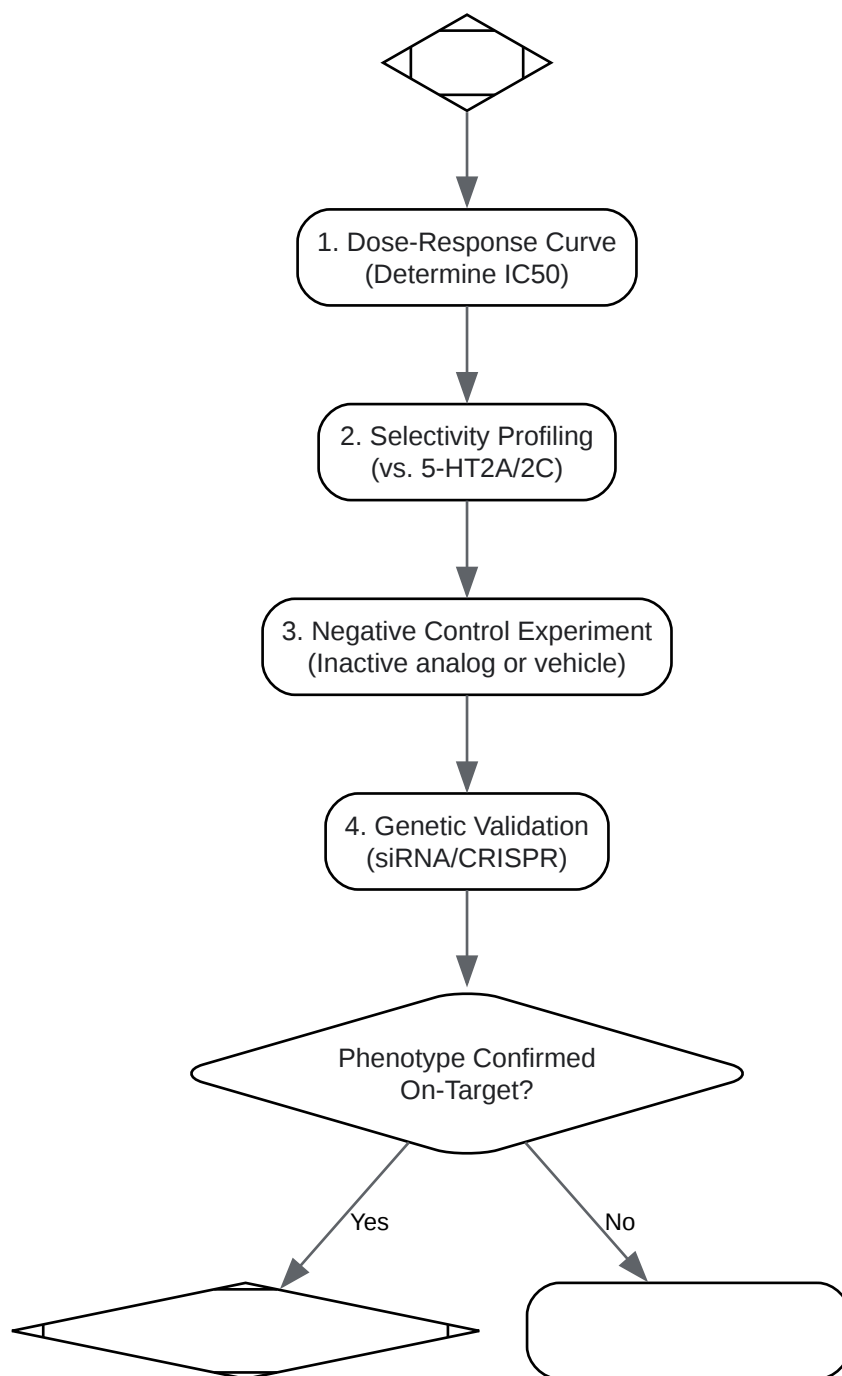 1. Dose-Response Curve
(Determine IC50)
2. Selectivity Profiling
(vs. 5-HT2A/2C)
3. Negative Control Experiment
(Inactive analog or vehicle)
4. Genetic Validation
(siRNA/CRISPR)
Phenotype Confirmed
On-Target?
Yes
No